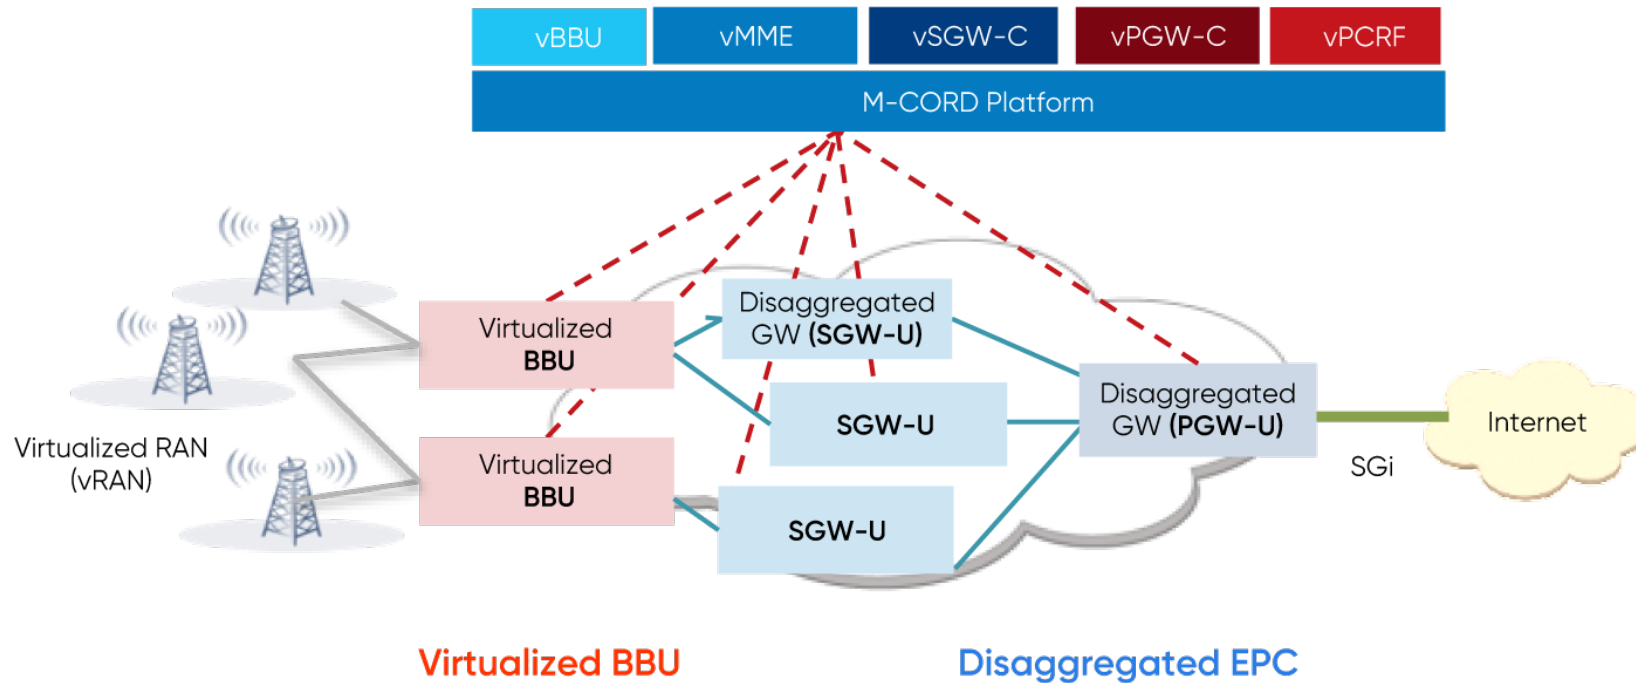 vBBU
vMME
vSGW-C
vPGW-C
vPCRF
M-CORD Platform
Disaggregated
GW (SGW-U)
Virtualized
BBU
SGW-U
Disaggregated
GW (PGW-U)
Internet
SGi
Virtualized RAN
(vRAN)
Virtualized
BBU
SGW-U
Virtualized BBU
Disaggregated EPC